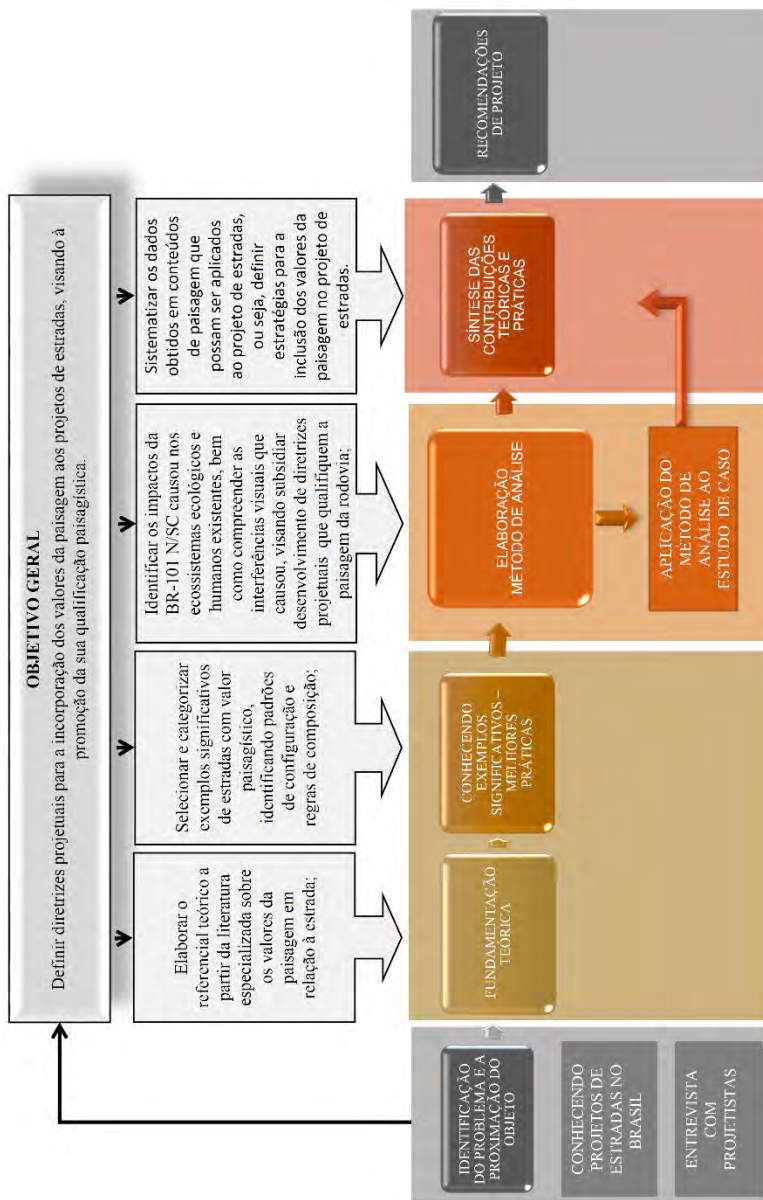 OBJETIVO GERAL
Definir diretrizes projetuais para a incorporação dos valores da paisagem aos projetos de estradas, visando à
promoção da sua qualificação paisagística.
Elaborar o
referencial teórico a
partir da literatura
especializada sobre
os valores da
paisagem em
relação à estrada;
Selecionar e categorizar
exemplos significativos
de estradas com valor
paisagístico,
identificando padrões
de configuração e
regras de composição;
Identificar os impactos da
BR-101 N/SC causou nos
ecossistemas ecológicos e
humanos existentes, bem
como compreender as
interferências visuais que
causou, visando subsidiar
desenvolvimento de diretrizes
projetuais que qualifiquem a
paisagem da rodovia;
Sistematizar os dados
obtidos em conteúdos
de paisagem que
possam ser aplicados
ao projeto de estradas,
ou seja, definir
estratégias para a
inclusão dos valores da
paisagem no projeto de
estradas.
IDENTIFICAÇÃO
DO PROBLEMA E A
PROXIMAÇÃO DO
OBJETO
CONHECENDO
PROJETOS DE
ESTRADAS NO
BRASIL
ENTREVISTA
COM
PROJETISTAS
FUNDAMENTAÇÃO
TEÓRICA
CONHECENDO
EXEMPLOS
SIGNIFICATIVOS –
MELHORES
PRÁTICAS
ELABORAÇÃO
MÉTODO DE ANÁLISE
APLICAÇÃO DO
MÉTODO DE
ANÁLISE AO
ESTUDO DE CASO
SÍNTESE DAS
CONTRIBUIÇÕES
TEÓRICAS E
PRÁTICAS
RECOMENDAÇÕES
DE PROJETO